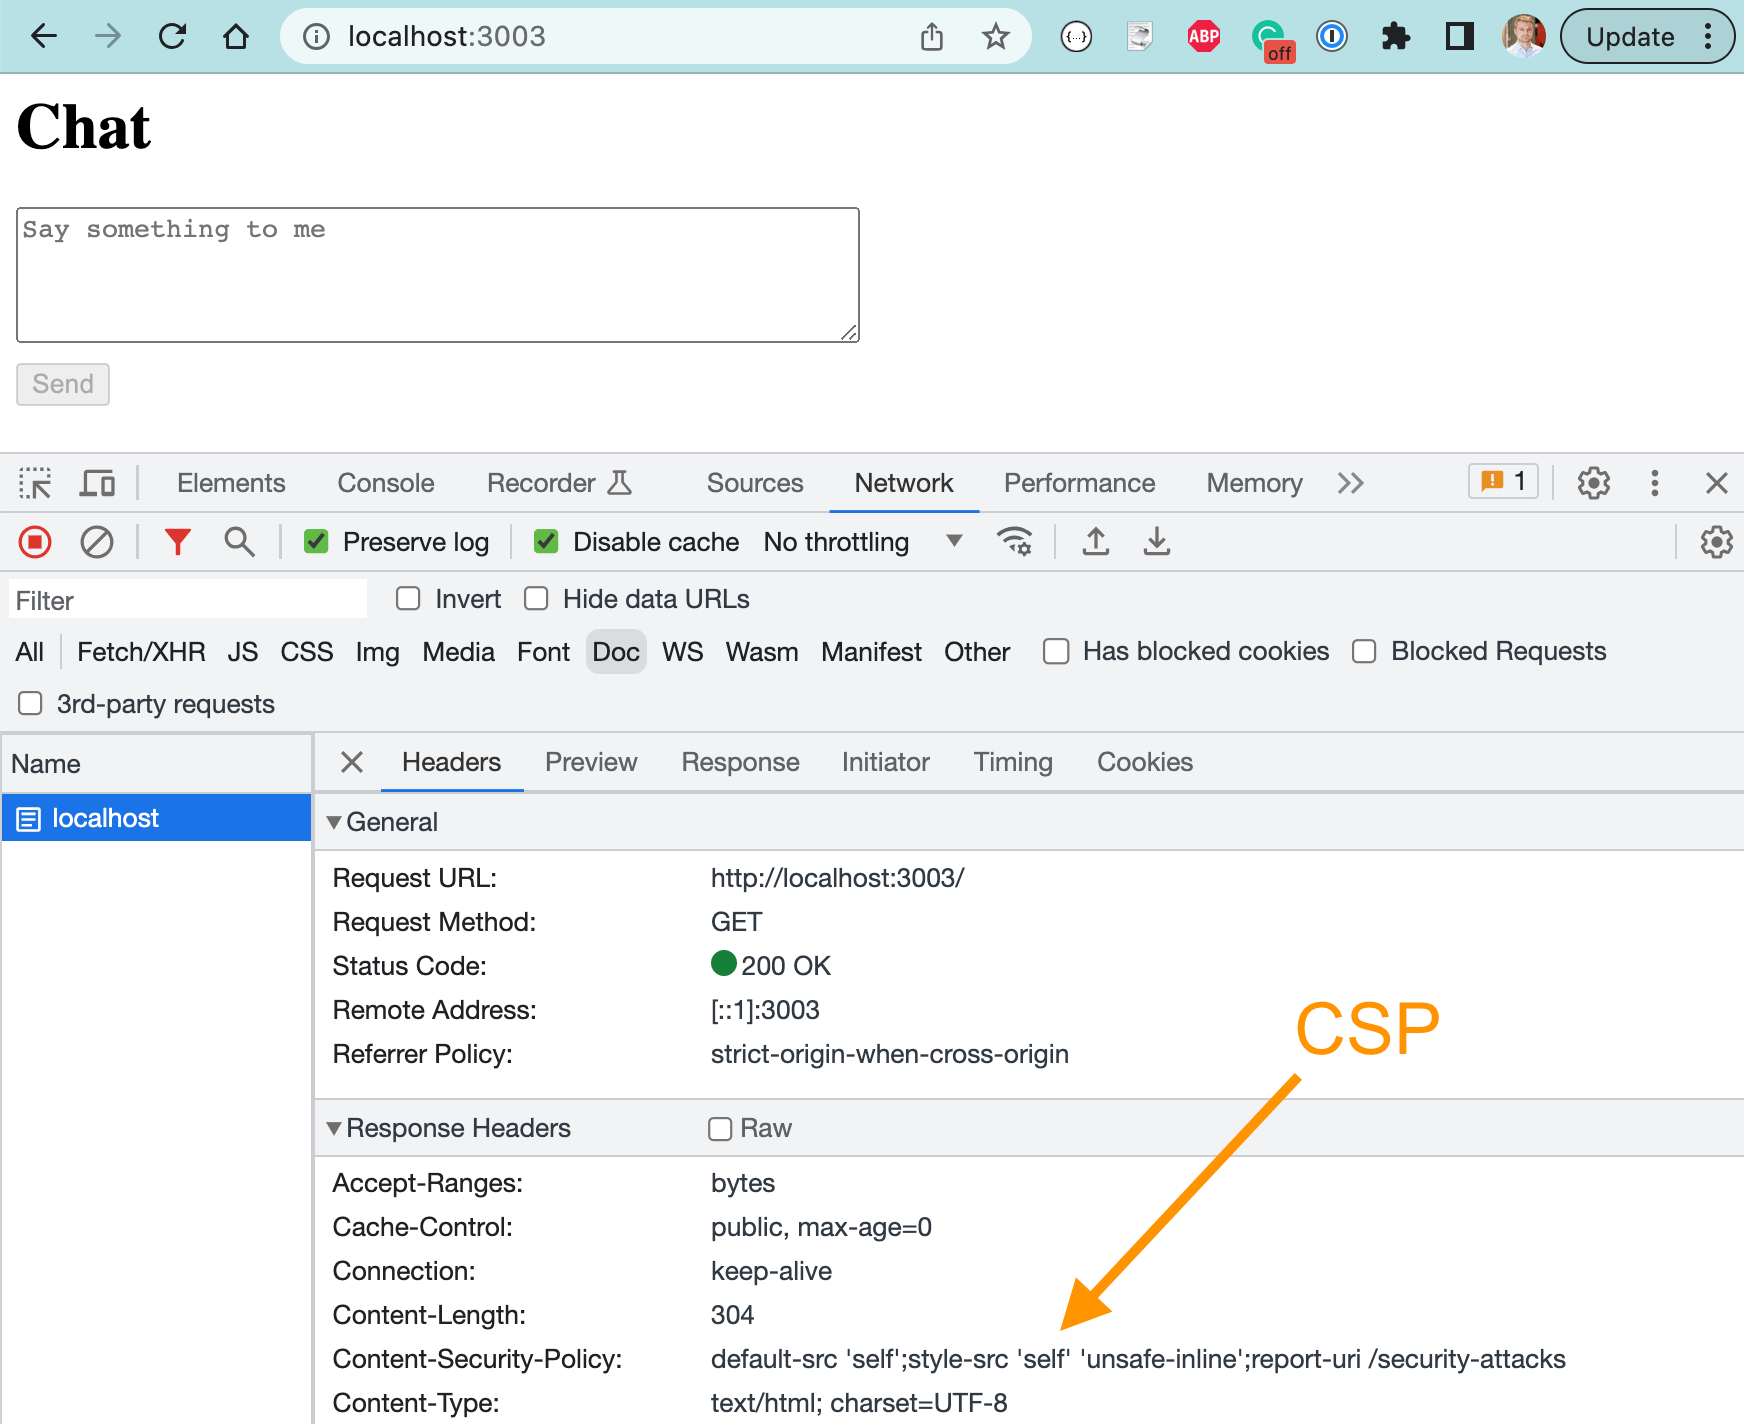 localhost:3003
{...}
ABP
off
Update
Chat
Say something to me
Send
Elements Console Recorder Sources Network Performance Memory 1
Preserve log Disable cache No throttling
Filter Invert Hide data URLs
All Fetch/XHR JS CSS Img Media Font Doc WS Wasm Manifest Other Has blocked cookies Blocked Requests
3rd-party requests
Name Headers Preview Response Initiator Timing Cookies
localhost
General
Request URL: http://localhost:3003/
Request Method: GET
Status Code: 200 OK
Remote Address: [::1]:3003
CSP
Referrer Policy: strict-origin-when-cross-origin
Response Headers Raw
Accept-Ranges: bytes
Cache-Control: public, max-age=0
Connection: keep-alive
Content-Length: 304
Content-Security-Policy: default-src 'self';style-src 'self' 'unsafe-inline';report-uri /security-attacks
Content-Type: text/html; charset=UTF-8